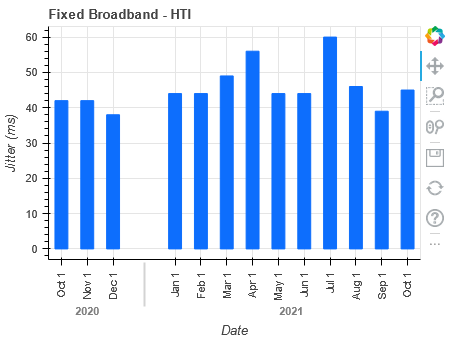 Fixed Broadband - HTI
60
50
40
30
20
10
0
Jitter (ms)
Oct 1
Nov 1
Dec 1
Jan 1
Feb 1
Mar 1
Apr 1
May 1
Jun 1
Jul 1
Aug 1
Sep 1
Oct 1
2020
2021
Date